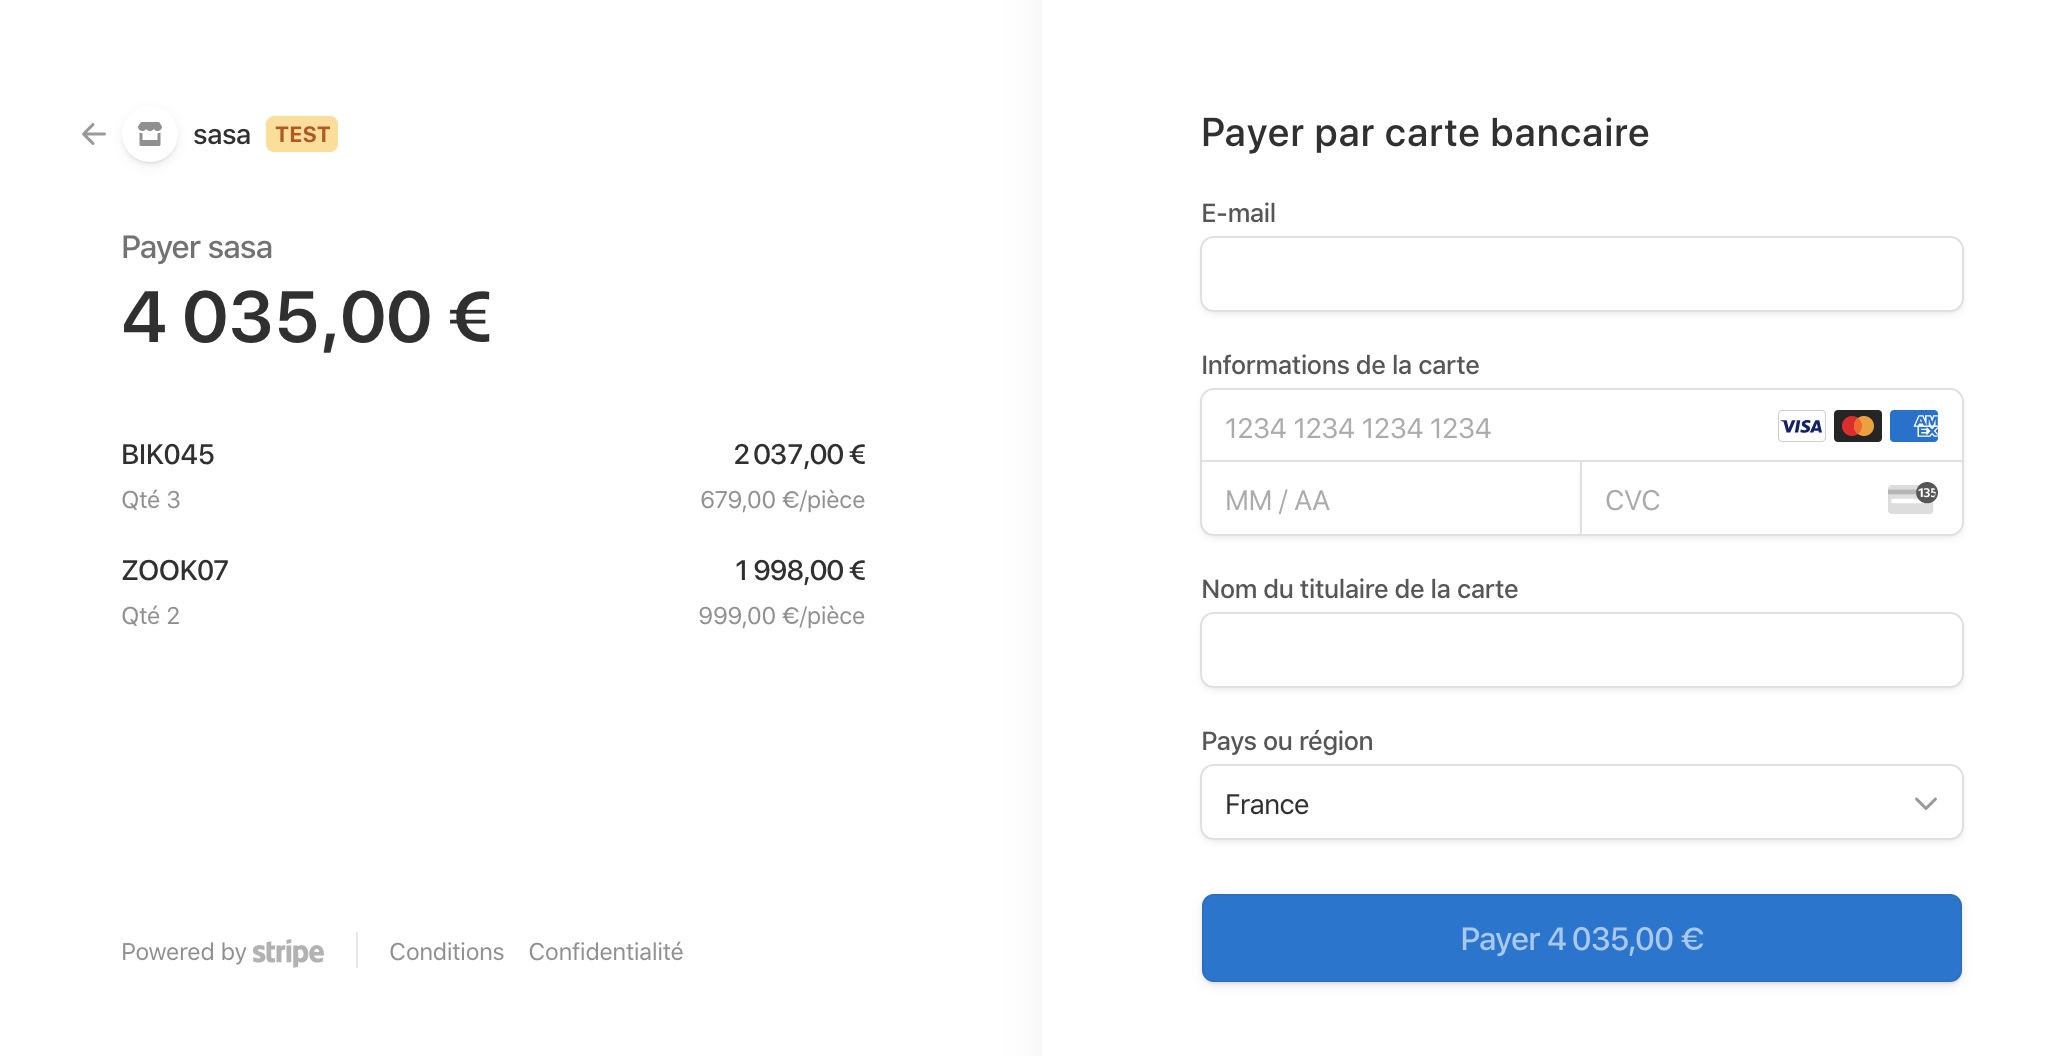 sasa TEST
Payer sasa
4 035,00 €
BIK045 2 037,00 €
Qté 3 679,00 €/pièce
ZOOK07 1 998,00 €
Qté 2 999,00 €/pièce
Powered by stripe Conditions Confidentialité
Payer par carte bancaire
E-mail
Informations de la carte
1234 1234 1234 1234 VISA AM EX
MM / AA CVC 135
Nom du titulaire de la carte
Pays ou région
France
Payer 4 035,00 €